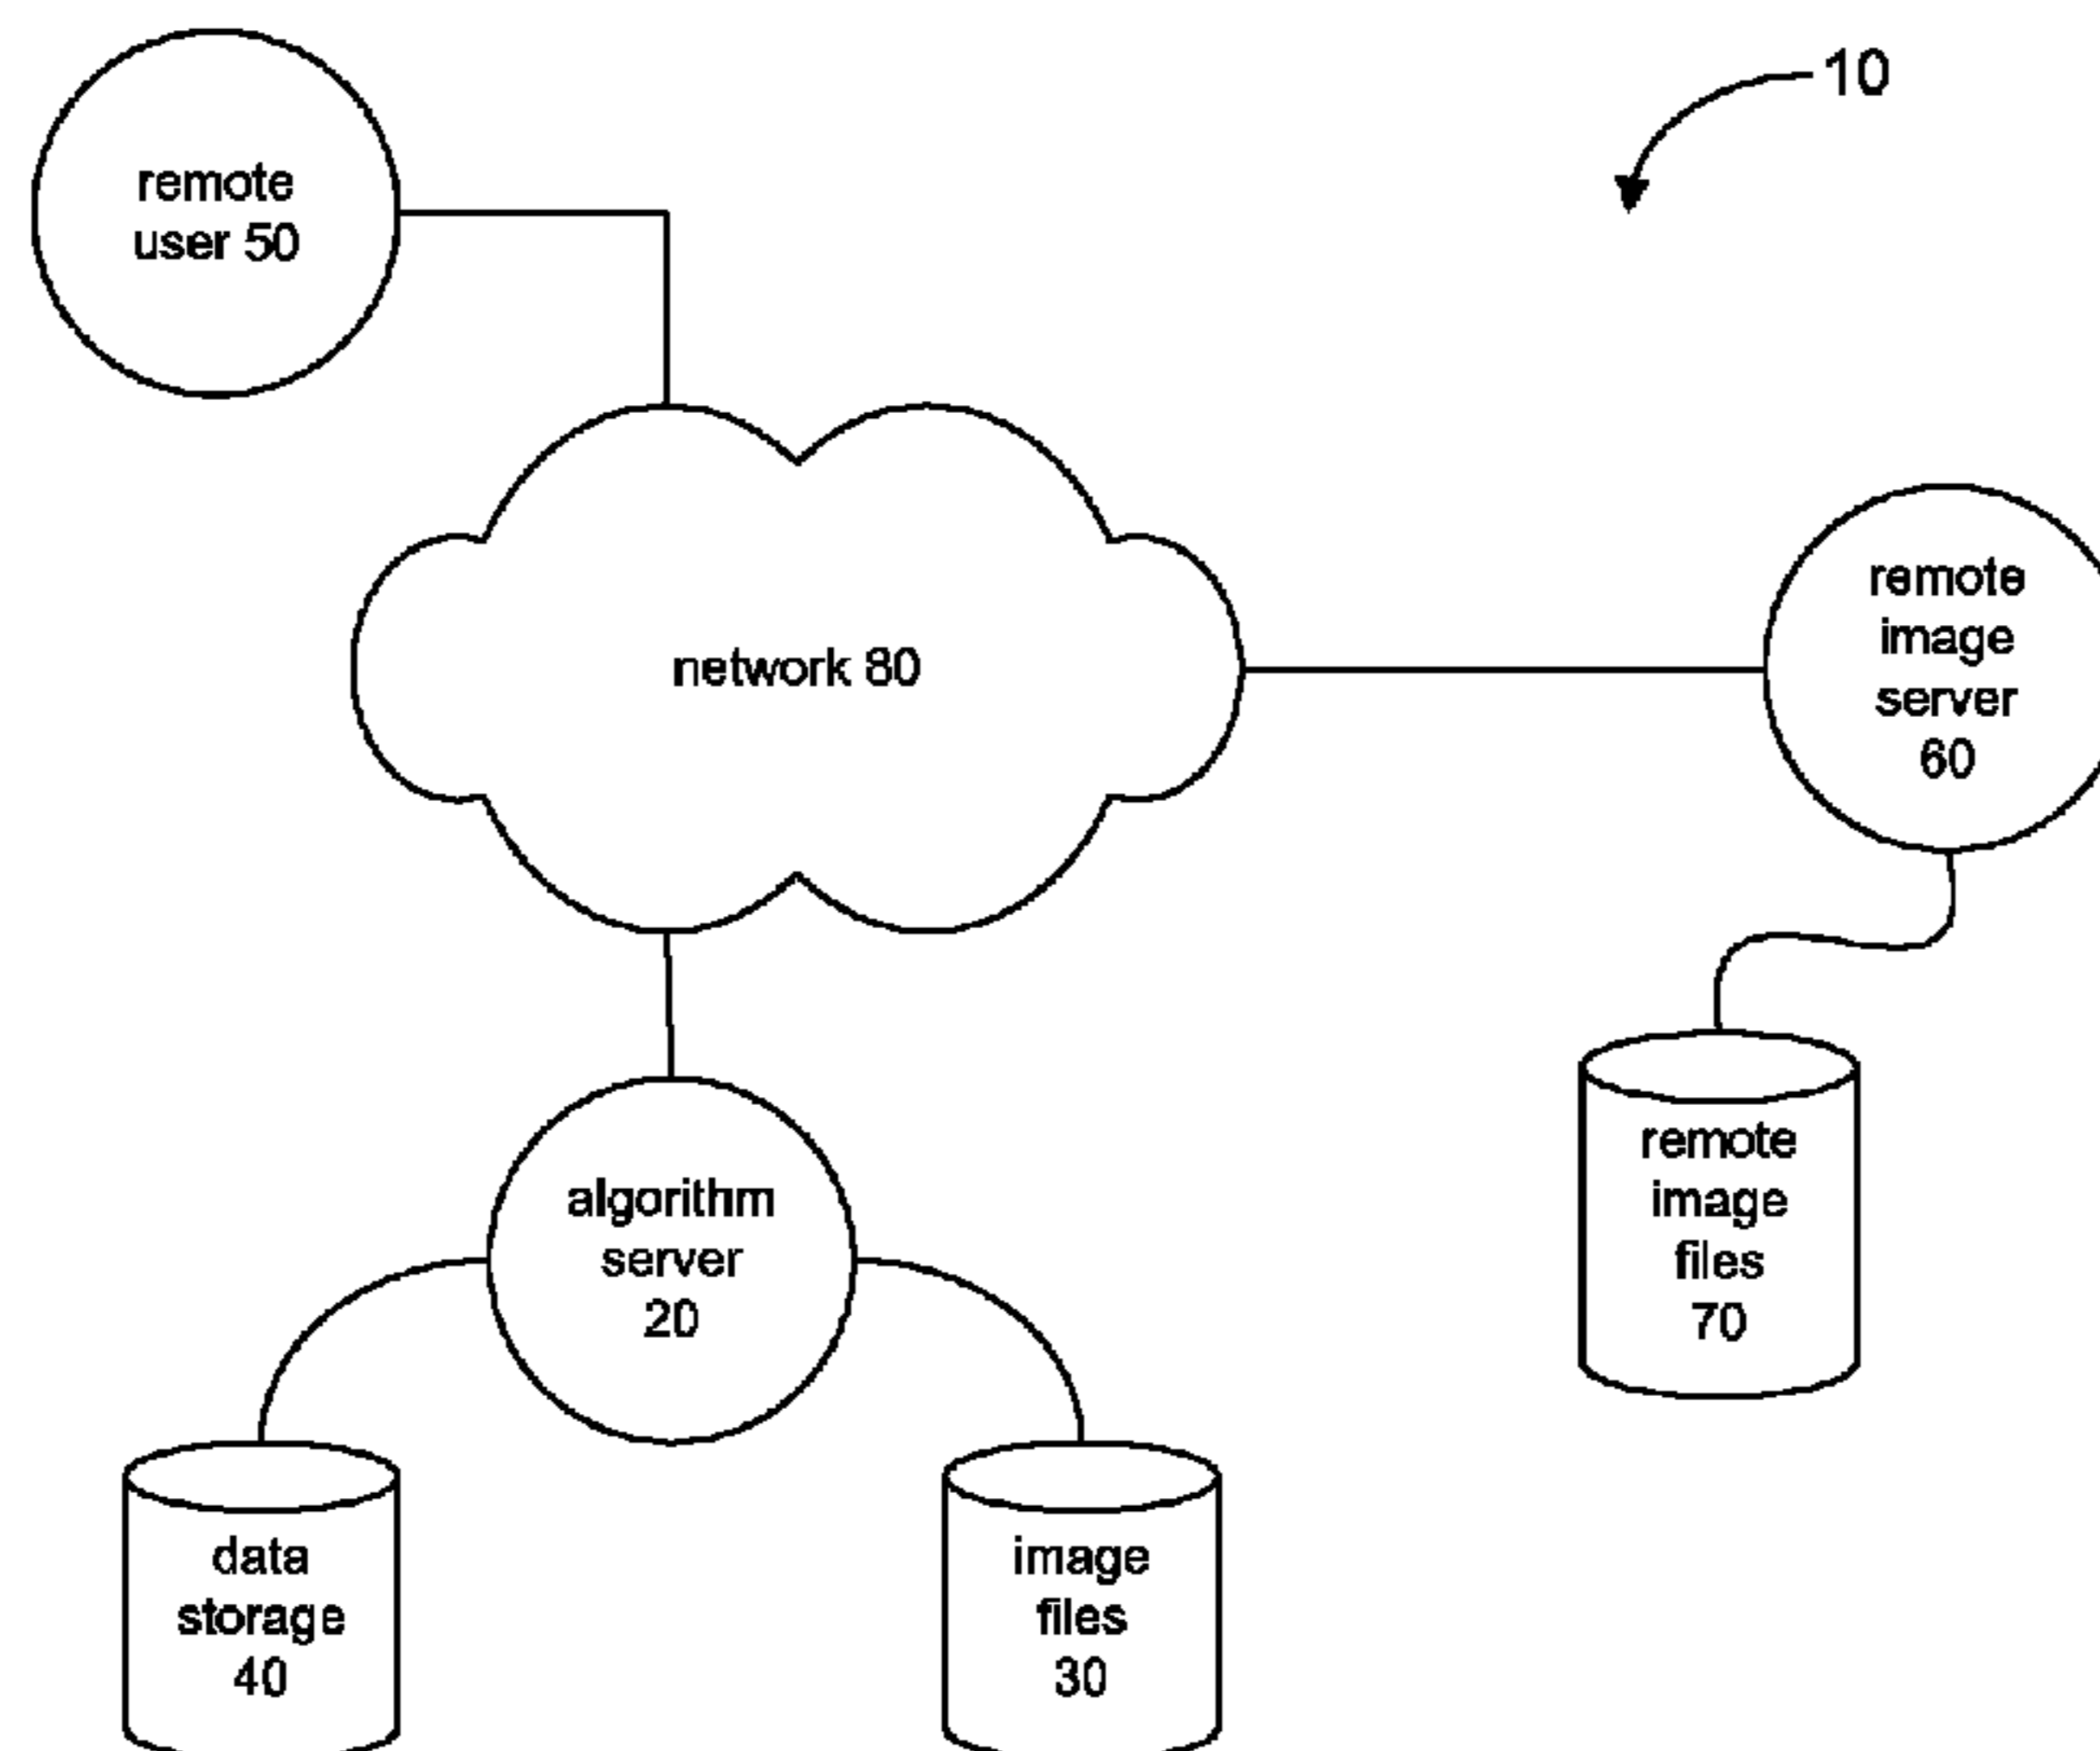 10
remote
user 50
network 80
remote
image
server
60
algorithm
server
20
remote
image
files
70
data
storage
40
image
files
30